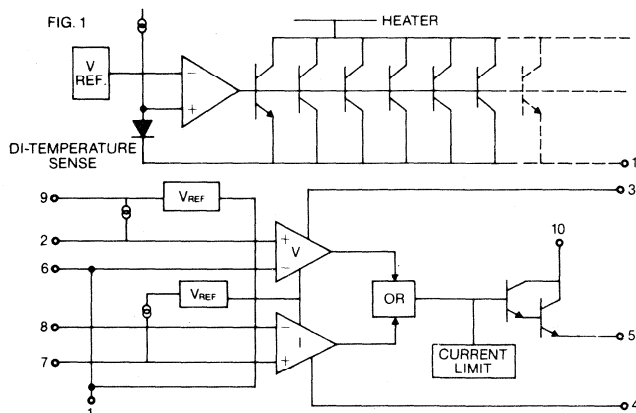 FIG. 1
HEATER
V
REF.
−
+
DI-TEMPERATURE
SENSE
1
9
VREF
3
2
+
V
−
10
6
VREF
OR
8
−
I
5
7
+
CURRENT
LIMIT
4
1